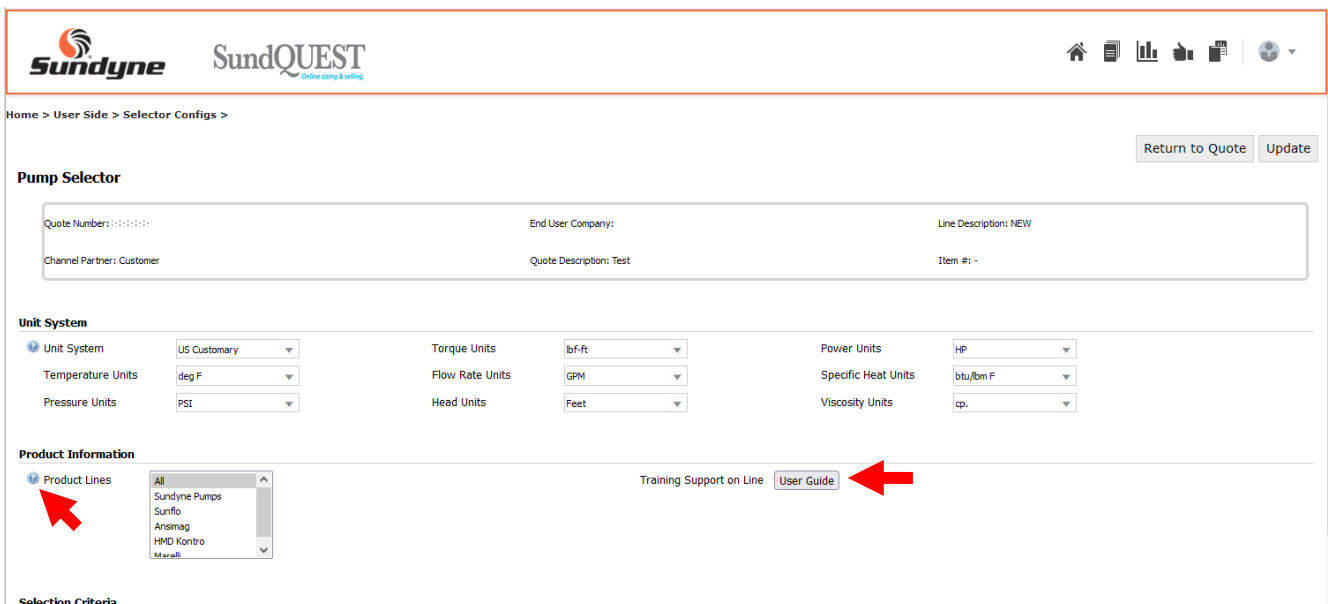 Sundyne
SundQUEST
Online sizing & selling.
Home > User Side > Selector Configs >
Return to Quote Update
Pump Selector
Quote Number: End User Company: Line Description: NEW
Channel Partner: Customer Quote Description: Test Item #: -
Unit System
Unit System US Customary Torque Units lbf-ft Power Units HP
Temperature Units deg F Flow Rate Units GPM Specific Heat Units btu/lbm F
Pressure Units PSI Head Units Feet Viscosity Units cp.
Product Information
Product Lines All Training Support on Line User Guide
Sundyne Pumps
Sunflo
Ansimag
HMD Kontro
Marelli
Selection Criteria